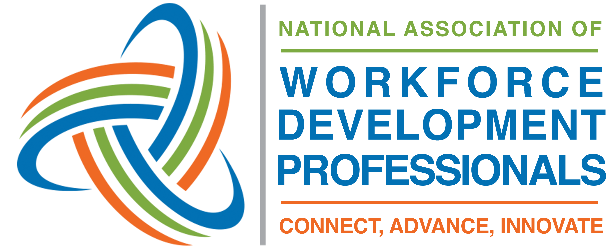 NATIONAL ASSOCIATION OF
WORKFORCE
DEVELOPMENT
PROFESSIONALS
CONNECT, ADVANCE, INNOVATE